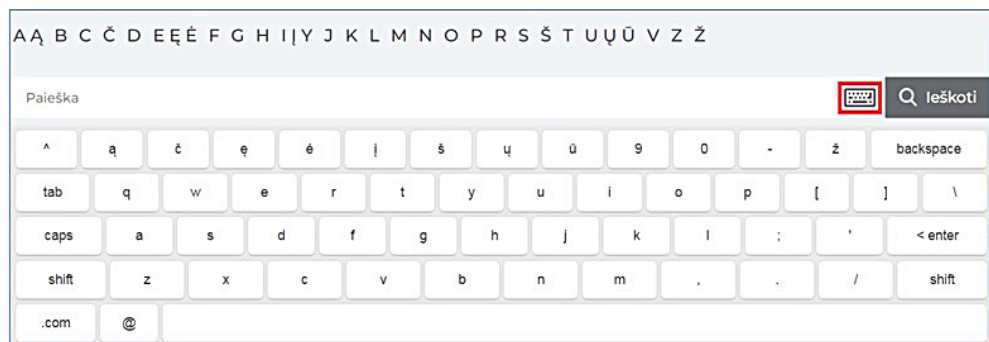 AĄ B C Č D EĘĖ F G H IĮY J K L M N O P R S Š T UŲŪ V Z Ž
Paieška Ieškoti
^ ą č ę ė į š ų ū 9 0 - ž backspace
tab q w e r t y u i o p [ ] \
caps a s d f g h j k l ; ' < enter
shift z x c v b n m , . / shift
.com @